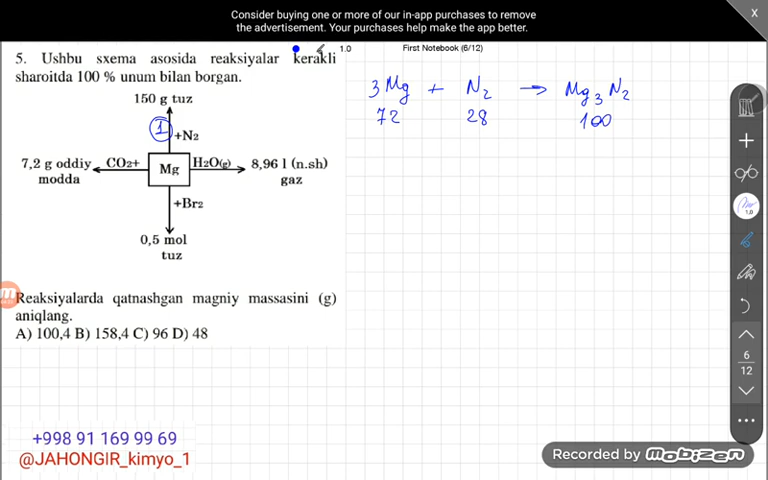 Consider buying one or more of our in-app purchases to remove
the advertisement. Your purchases help make the app better.
X
1.0
First Notebook (6/12)
5. Ushbu sxema asosida reaksiyalar kerakli
sharoitda 100 % unum bilan borgan.
150 g tuz
1 +N2
7,2 g oddiy modda
CO2+
Mg
H2O(g)
8,96 l (n.sh) gaz
+Br2
0,5 mol
tuz
Reaksiyalarda qatnashgan magniy massasini (g)
aniqlang.
A) 100,4 B) 158,4 C) 96 D) 48
3Mg + N2 → Mg3N2
72 28 100
+998 91 169 99 69
@JAHONGIR_kimyo_1
1,0
6
12
Recorded by mobizen